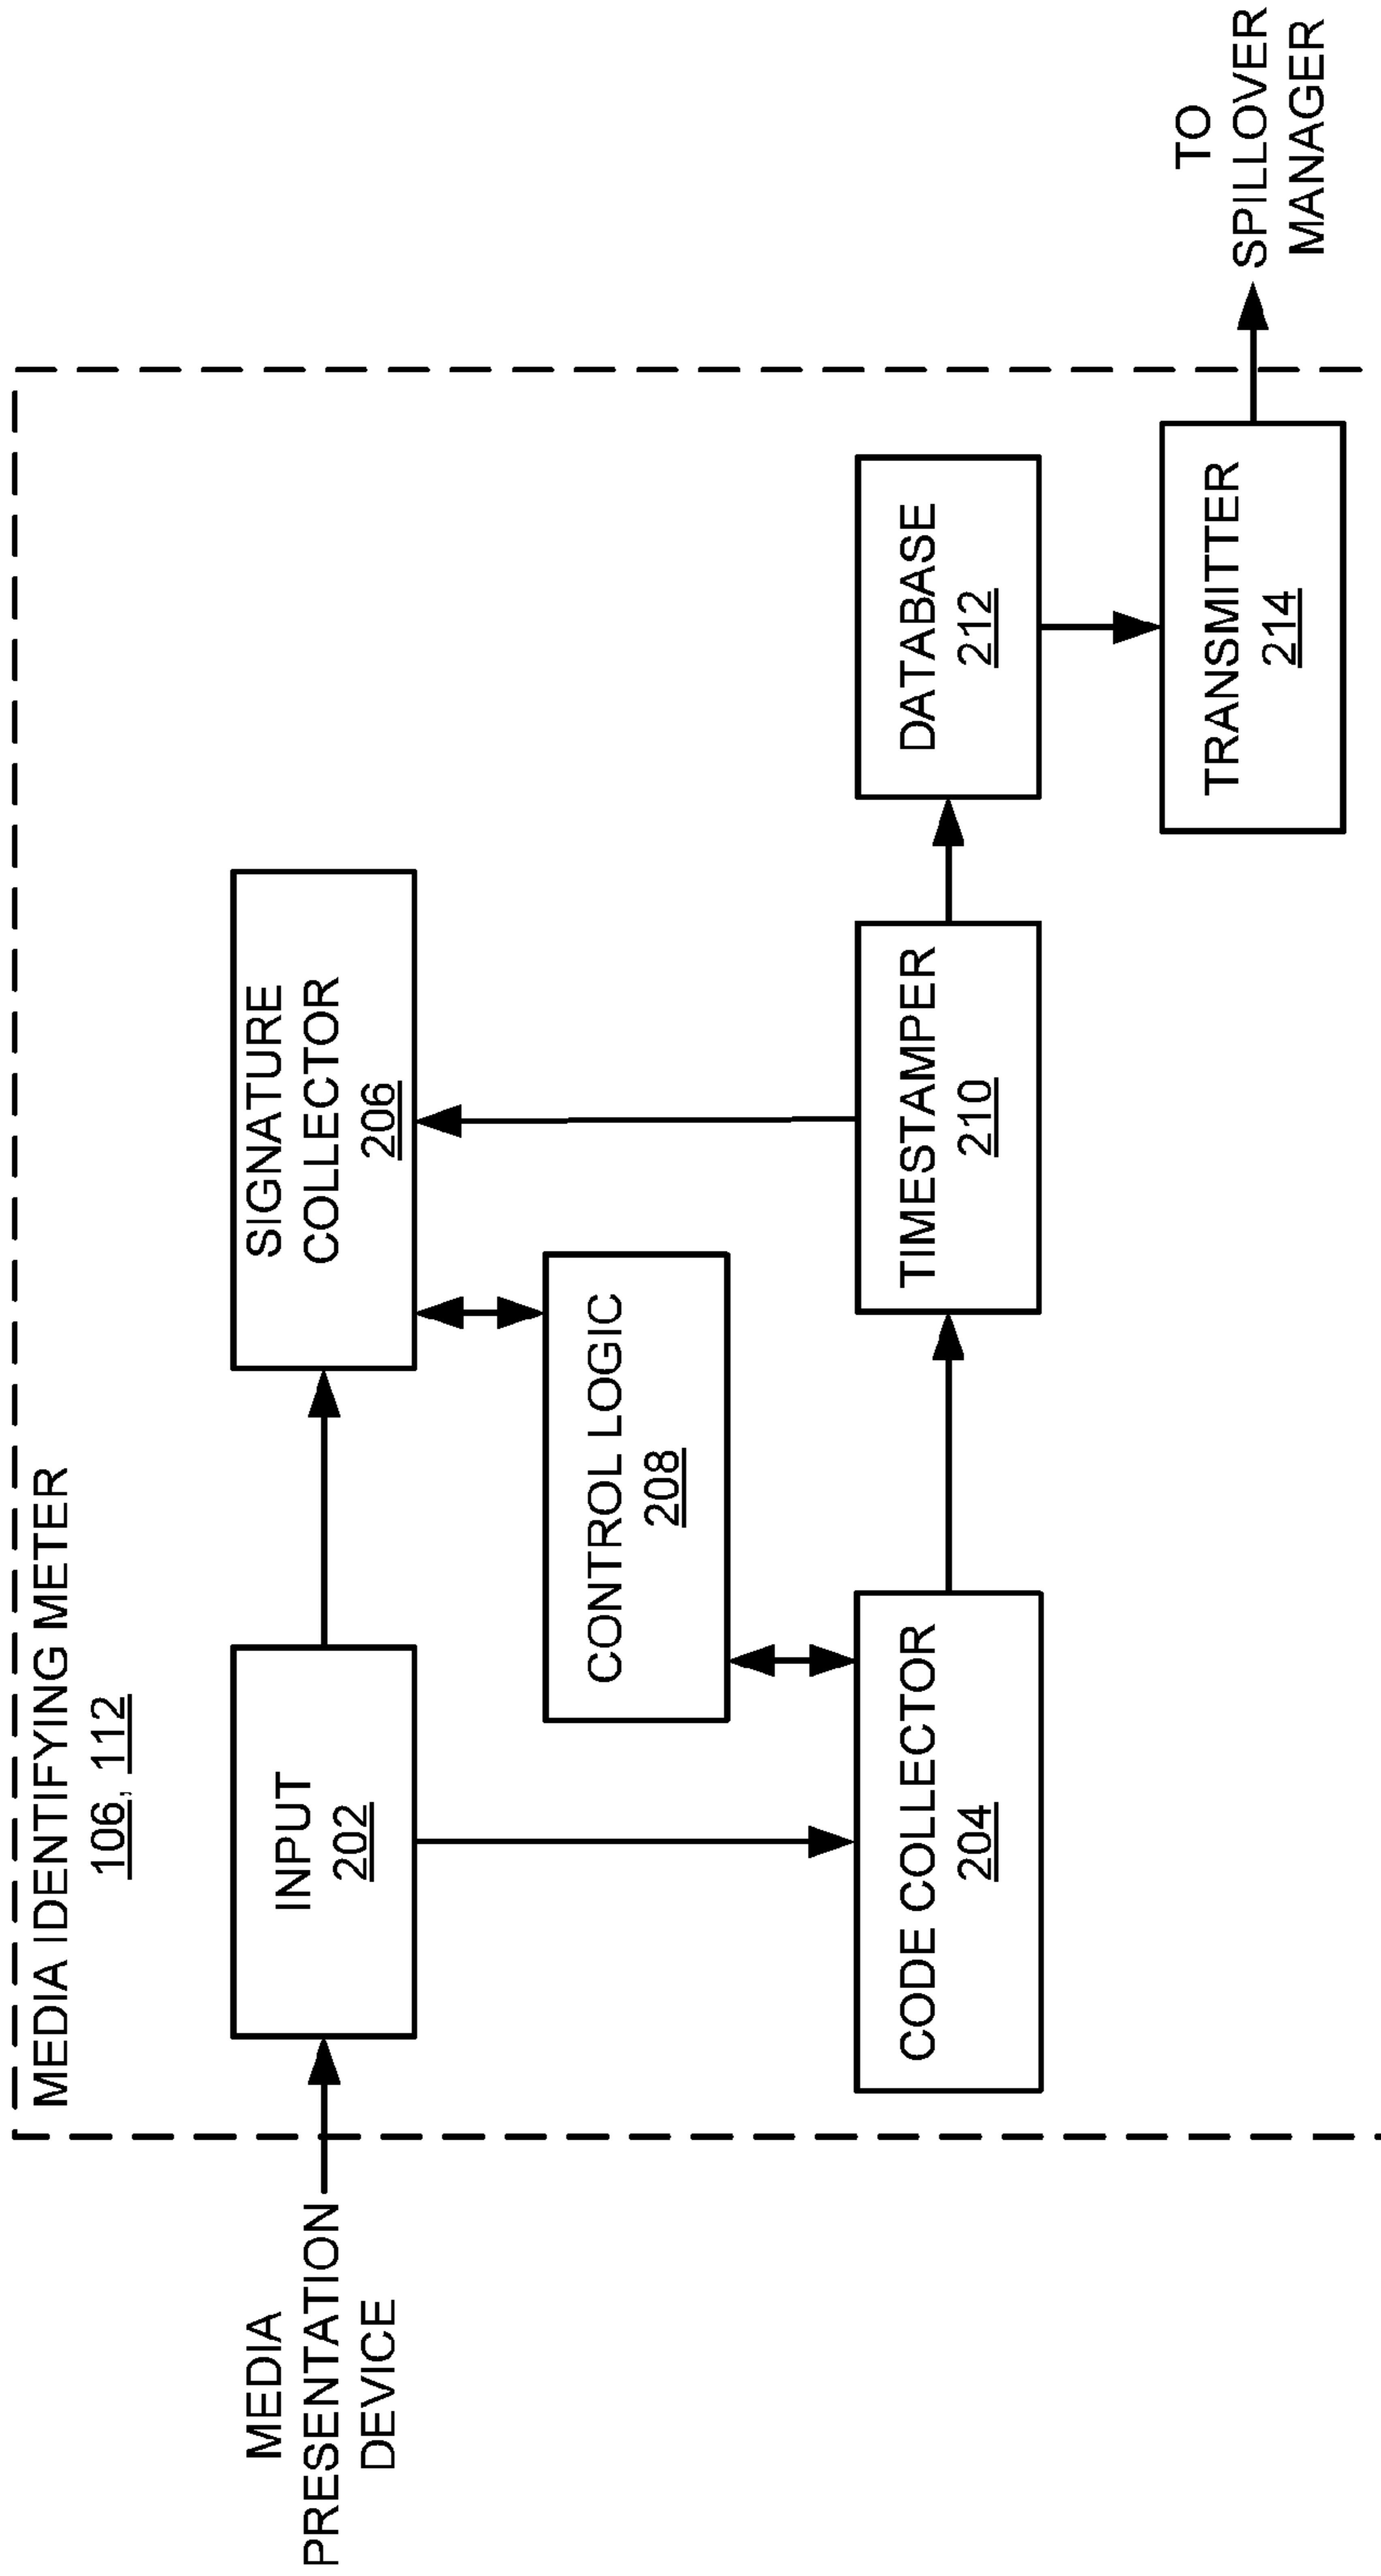 MEDIA IDENTIFYING METER
106, 112
MEDIA
PRESENTATION
DEVICE
INPUT
202
SIGNATURE
COLLECTOR
206
CONTROL LOGIC
208
CODE COLLECTOR
204
TIMESTAMPER
210
DATABASE
212
TRANSMITTER
214
TO
SPILLOVER
MANAGER